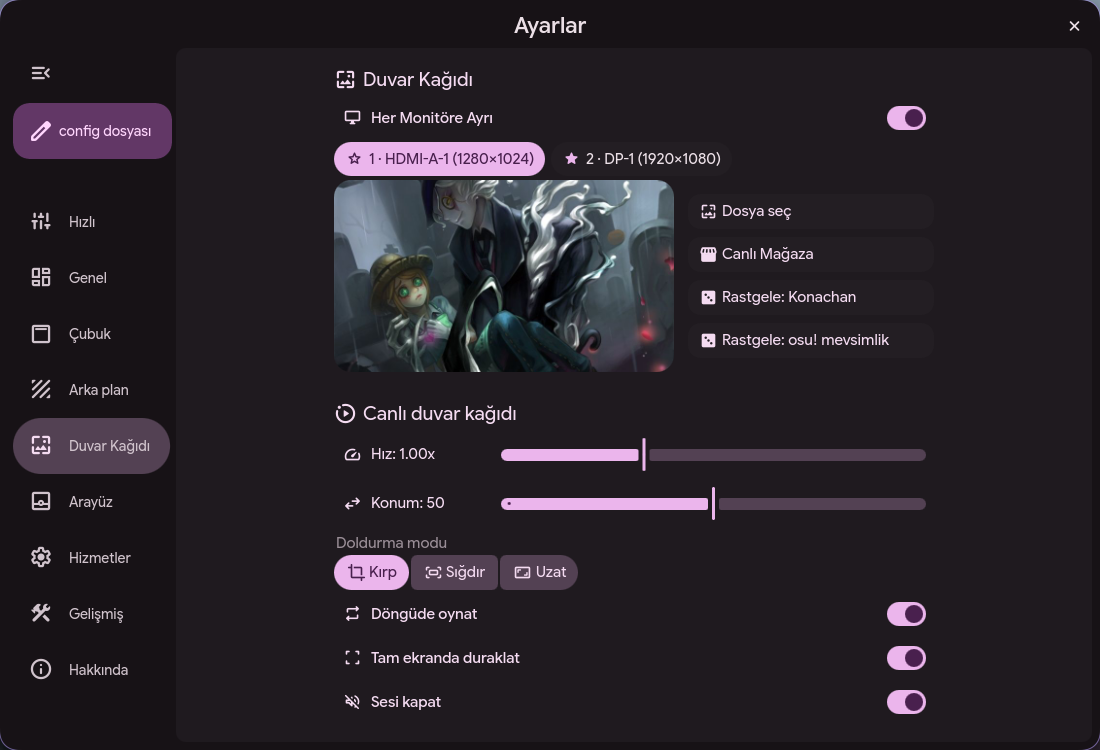 Ayarlar
config dosyası
Hızlı
Genel
Çubuk
Arka plan
Duvar Kağıdı
Arayüz
Hizmetler
Gelişmiş
Hakkında
Duvar Kağıdı
Her Monitöre Ayrı
1 · HDMI-A-1 (1280×1024)
2 · DP-1 (1920×1080)
Dosya seç
Canlı Mağaza
Rastgele: Konachan
Rastgele: osu! mevsimlik
Canlı duvar kağıdı
Hız: 1.00x
Konum: 50
Doldurma modu
Kırp
Sığdır
Uzat
Döngüde oynat
Tam ekranda duraklat
Sesi kapat